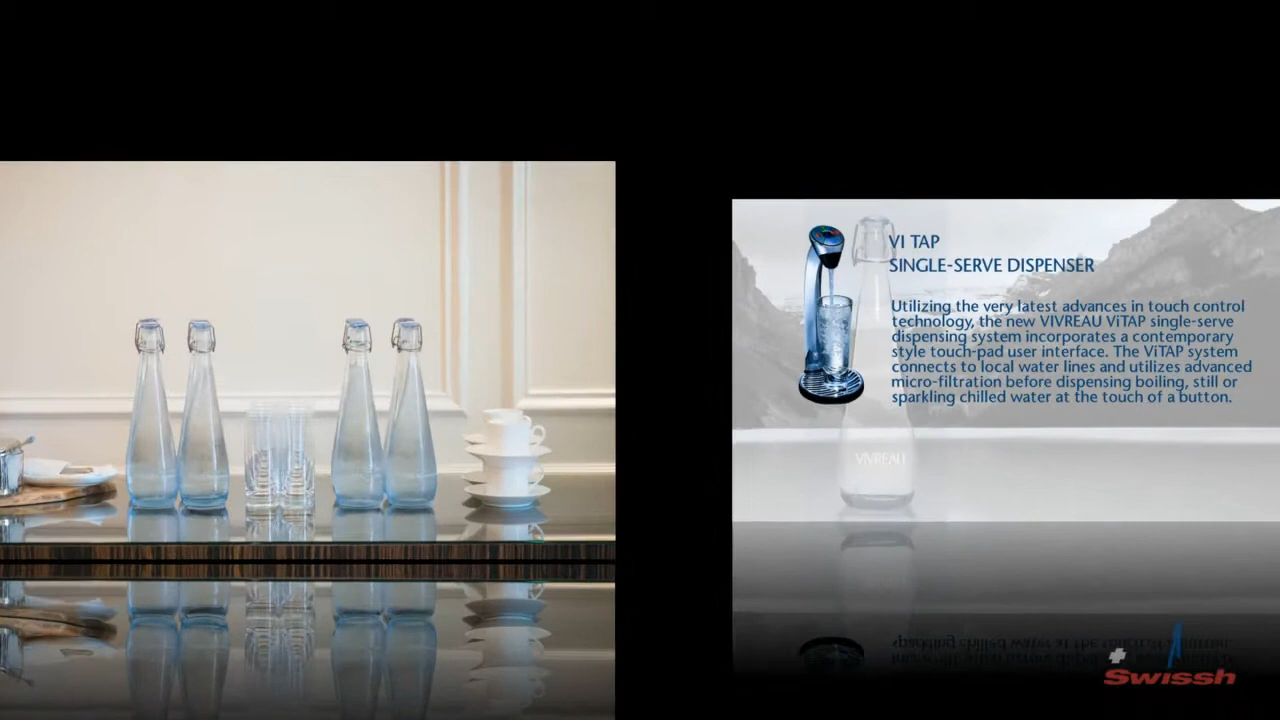 VI TAP
SINGLE-SERVE DISPENSER
Utilizing the very latest advances in touch control
technology, the new VIVREAU ViTAP single-serve
dispensing system incorporates a contemporary
style touch-pad user interface. The ViTAP system
connects to local water lines and utilizes advanced
micro-filtration before dispensing boiling, still or
sparkling chilled water at the touch of a button.
VIVREAU
Swissh